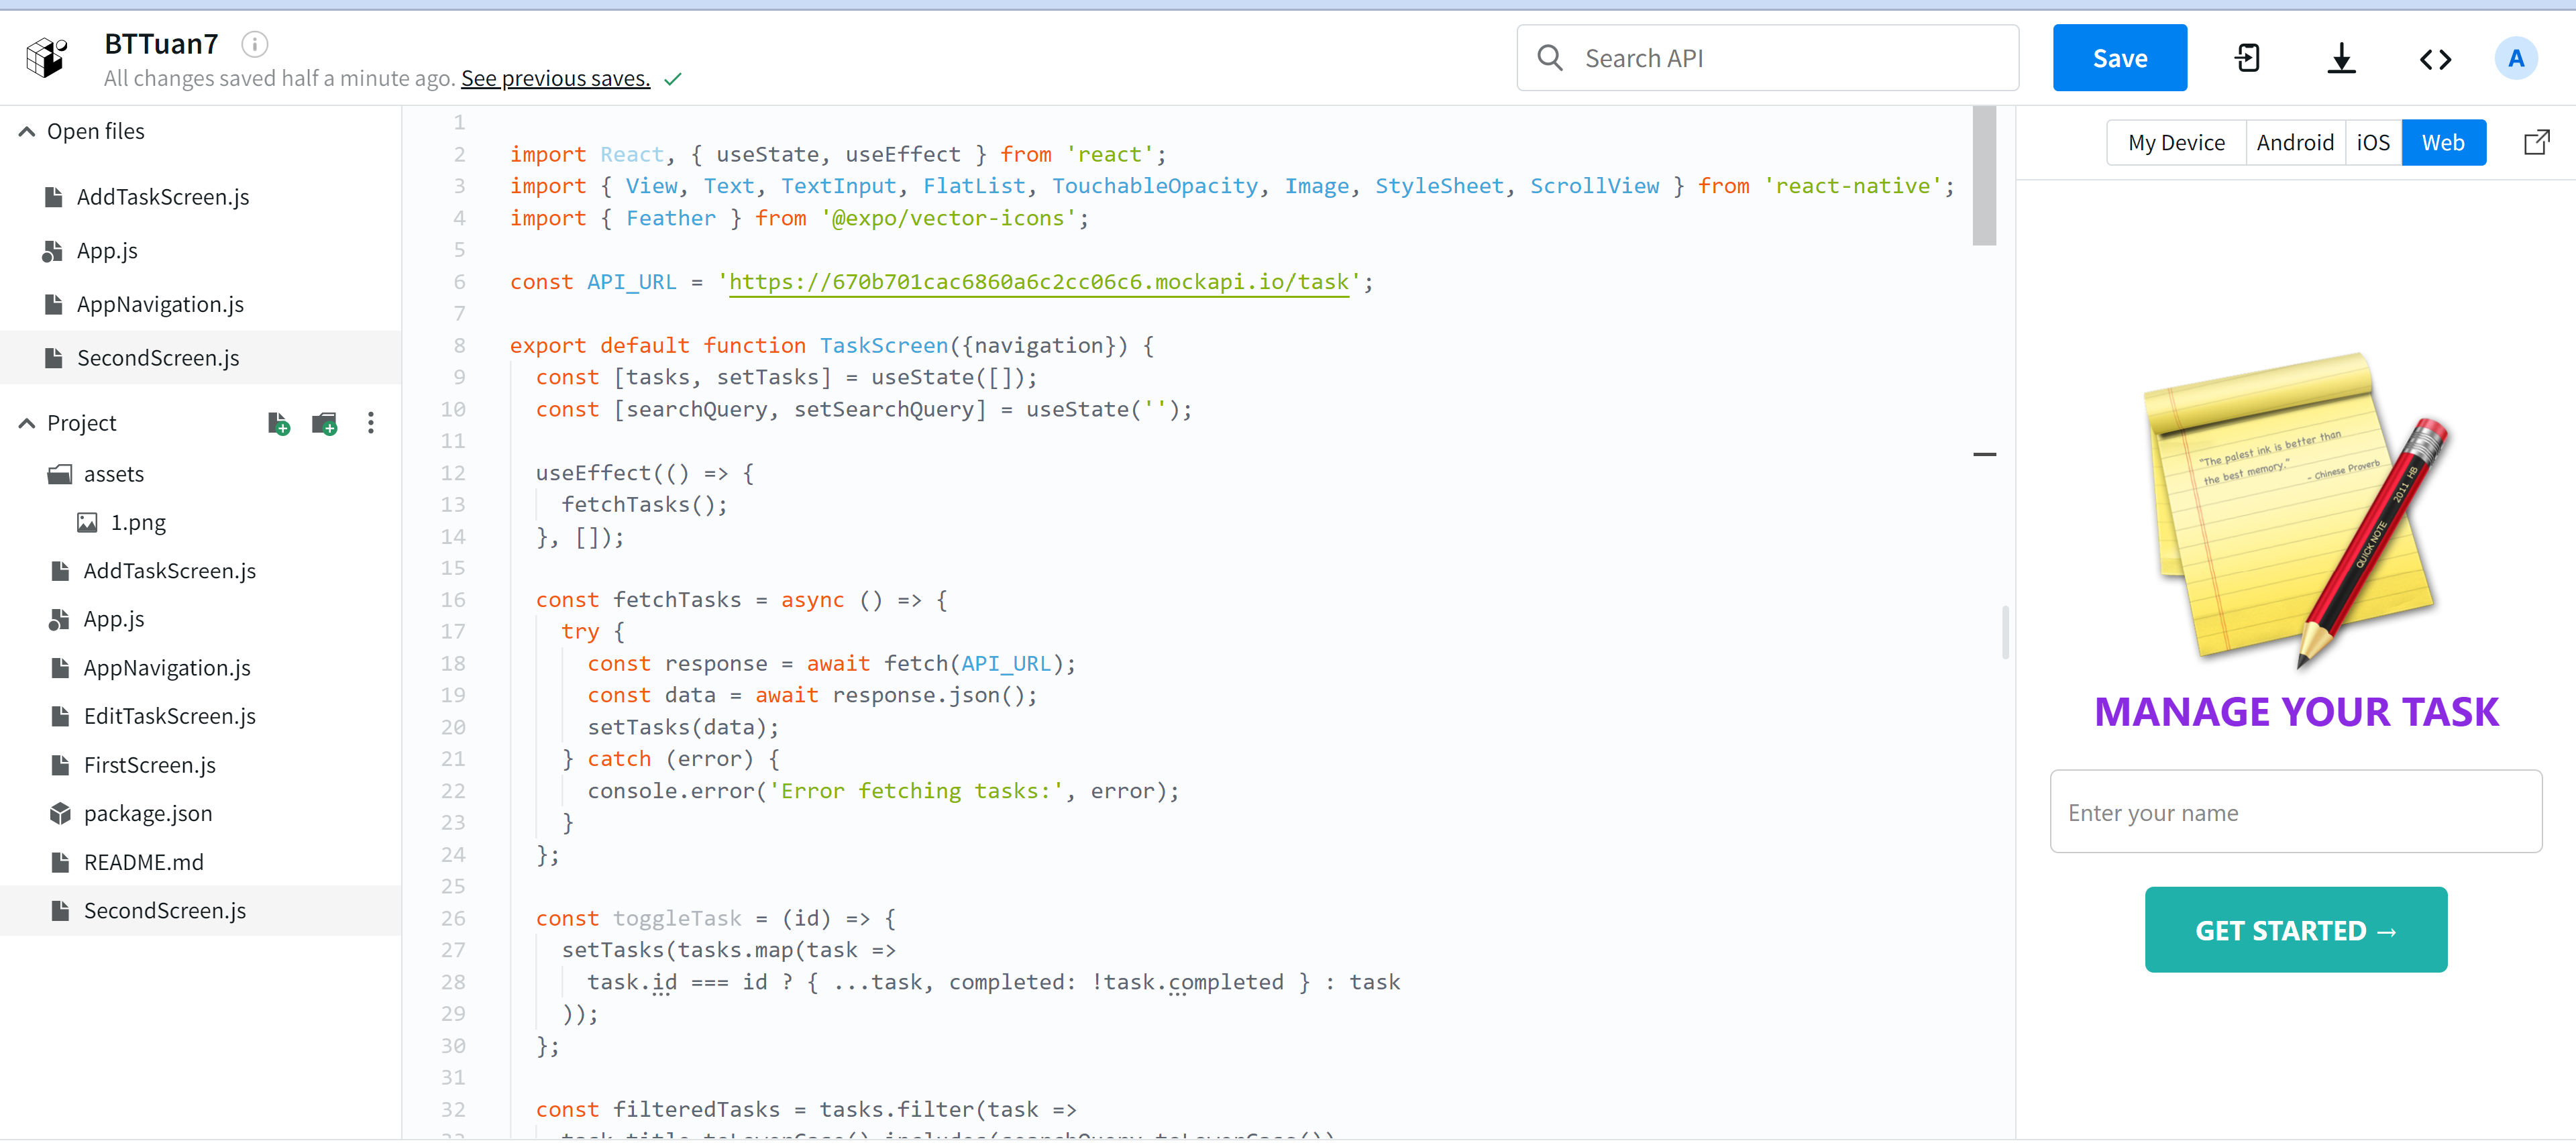 BTTuan7
All changes saved half a minute ago. See previous saves.
Search API
Save
A
Open files
AddTaskScreen.js
App.js
AppNavigation.js
SecondScreen.js
Project
assets
1.png
AddTaskScreen.js
App.js
AppNavigation.js
EditTaskScreen.js
FirstScreen.js
package.json
README.md
SecondScreen.js
1
2 import React, { useState, useEffect } from 'react';
3 import { View, Text, TextInput, FlatList, TouchableOpacity, Image, StyleSheet, ScrollView } from 'react-native';
4 import { Feather } from '@expo/vector-icons';
5
6 const API_URL = 'https://670b701cac6860a6c2cc06c6.mockapi.io/task';
7
8 export default function TaskScreen({navigation}) {
9 const [tasks, setTasks] = useState([]);
10 const [searchQuery, setSearchQuery] = useState('');
11
12 useEffect(() => {
13 fetchTasks();
14 }, []);
15
16 const fetchTasks = async () => {
17 try {
18 const response = await fetch(API_URL);
19 const data = await response.json();
20 setTasks(data);
21 } catch (error) {
22 console.error('Error fetching tasks:', error);
23 }
24 };
25
26 const toggleTask = (id) => {
27 setTasks(tasks.map(task =>
28 task.id === id ? { ...task, completed: !task.completed } : task
29 ));
30 };
31
32 const filteredTasks = tasks.filter(task =>
33 task.title.toLowerCase().includes(searchQuery.toLowerCase())
My Device
Android
iOS
Web
"The palest ink is better than
the best memory."
- Chinese Proverb
2011 HB
QUICK NOTE
MANAGE YOUR TASK
Enter your name
GET STARTED →